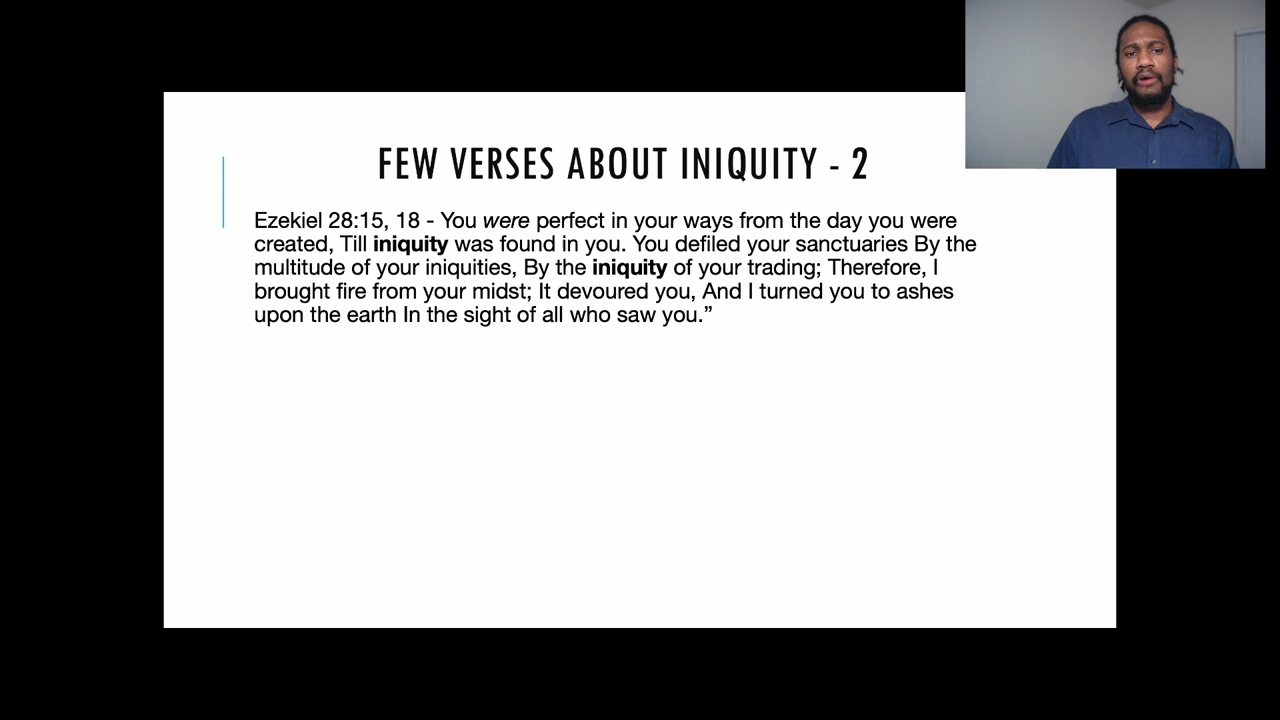 FEW VERSES ABOUT INIQUITY - 2
Ezekiel 28:15, 18 - You were perfect in your ways from the day you were
created, Till iniquity was found in you. You defiled your sanctuaries By the
multitude of your iniquities, By the iniquity of your trading; Therefore, I
brought fire from your midst; It devoured you, And I turned you to ashes
upon the earth In the sight of all who saw you.”